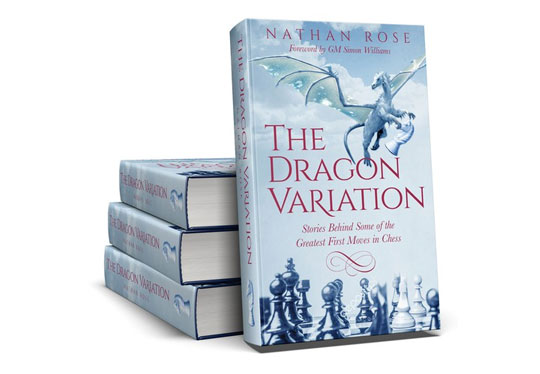 NATHAN ROSE
Foreword by GM Simon Williams
THE
DRAGON
VARIATION
Stories Behind Some of the
Greatest First Moves in Chess
THE DRAGON VARIATION
THE DRAGON VARIATION
THE DRAGON VARIATION
THE DRAGON VARIATION